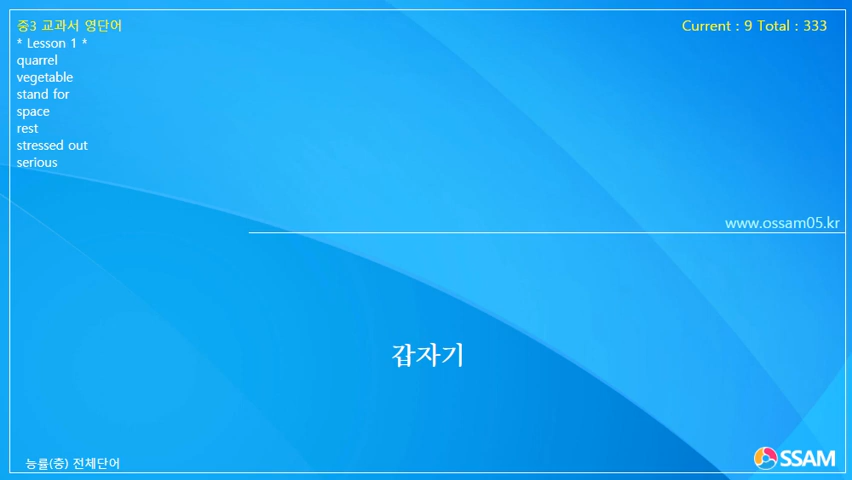 중3 교과서 영단어
Current : 9 Total : 333
* Lesson 1 *
quarrel
vegetable
stand for
space
rest
stressed out
serious
www.ossam05.kr
갑자기
능률(중) 전체단어
OSSAM